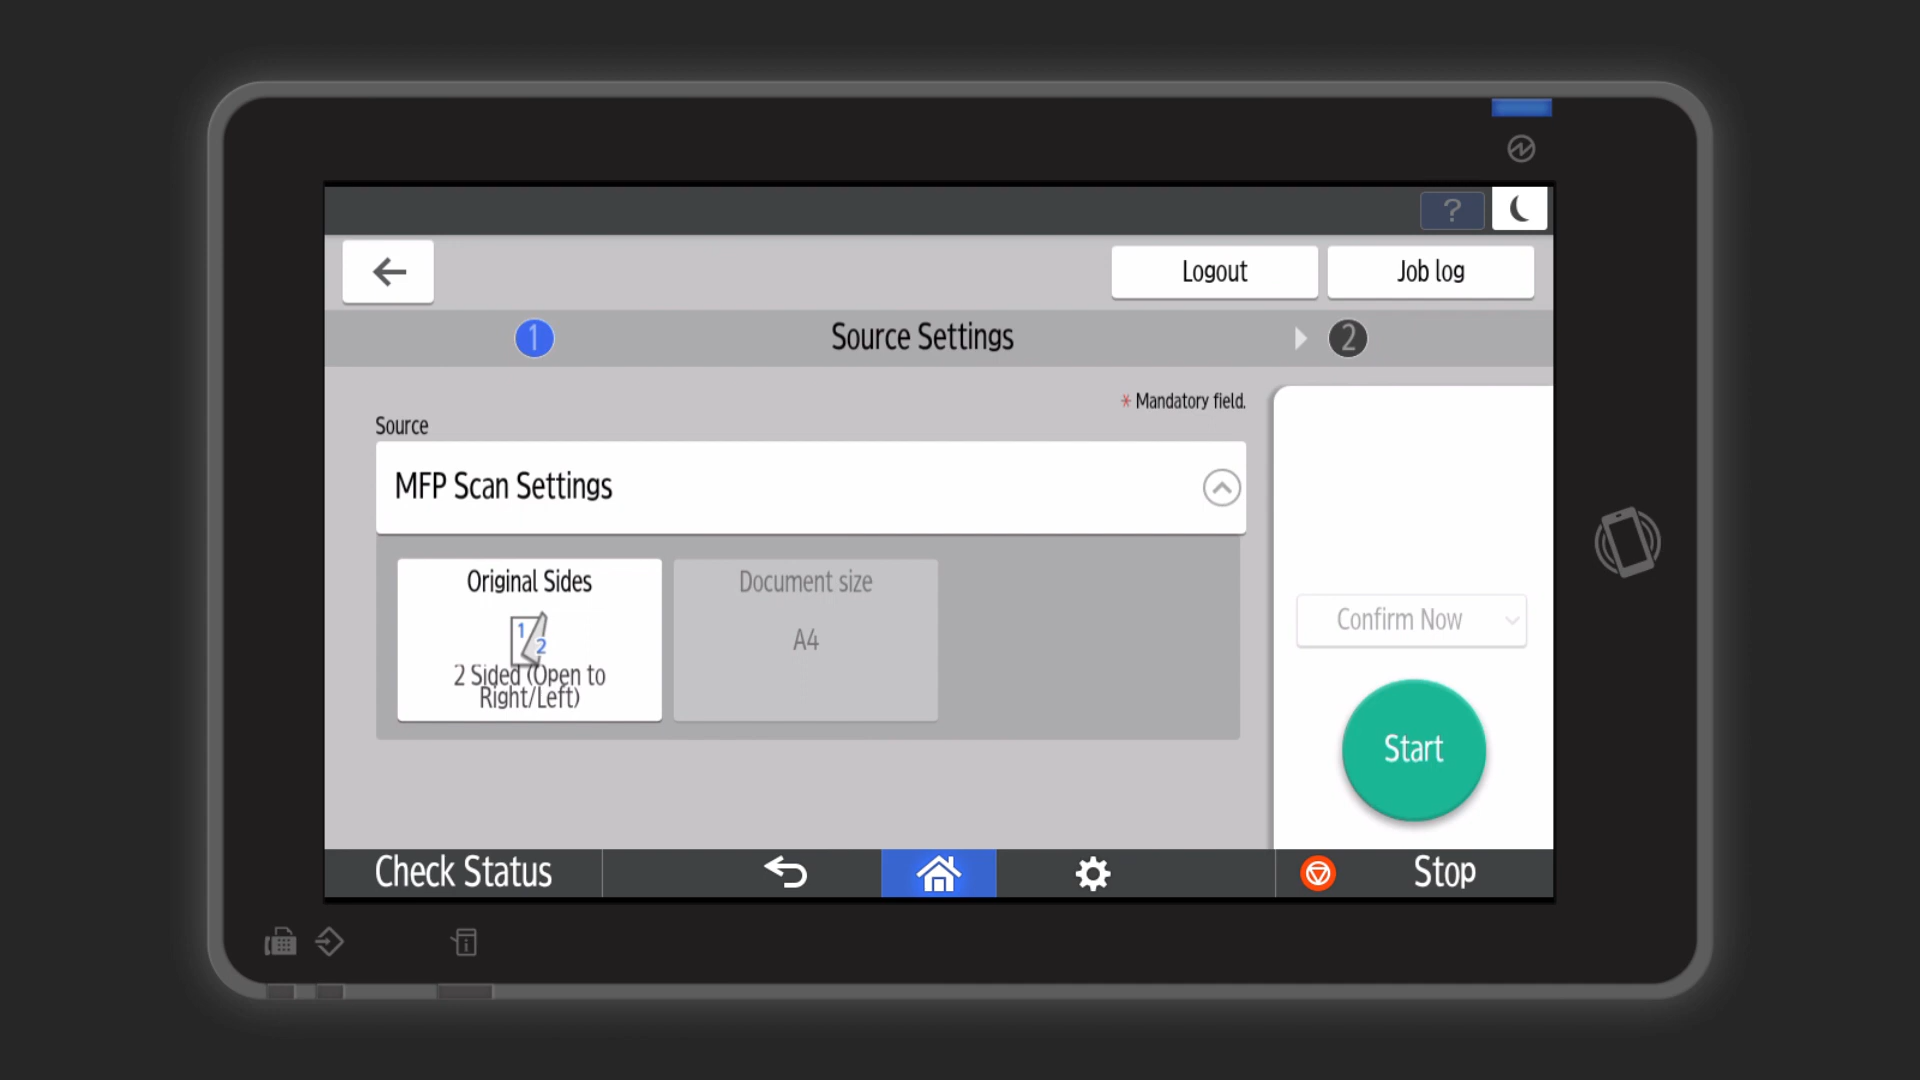 ?
Logout
Job log
1
Source Settings
2
* Mandatory field.
Source
MFP Scan Settings
Original Sides
1
2
2 Sided (Open to
Right/Left)
Document size
A4
Confirm Now
Start
Check Status
Stop